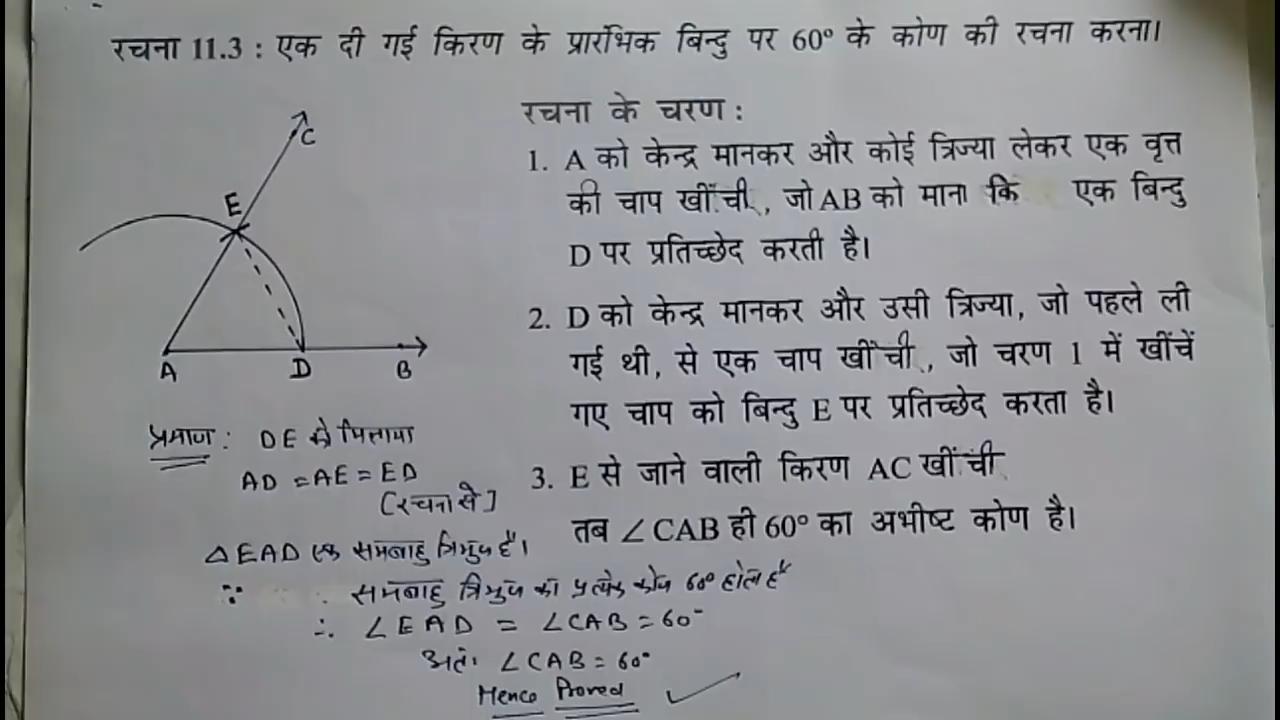 रचना 11.3 : एक दी गई किरण के प्रारंभिक बिन्दु पर 60° के कोण की रचना करना।
C
E
A
D
B
रचना के चरण :
1. A को केन्द्र मानकर और कोई त्रिज्या लेकर एक वृत्त
की चाप खींची, जो AB को माना कि एक बिन्दु
D पर प्रतिच्छेद करती है।
2. D को केन्द्र मानकर और उसी त्रिज्या, जो पहले ली
गई थी, से एक चाप खींची, जो चरण 1 में खींचें
गए चाप को बिन्दु E पर प्रतिच्छेद करता है।
3. E से जाने वाली किरण AC खींची
तब ∠CAB ही 60° का अभीष्ट कोण है।
प्रमाण : DE को मिलाया
AD = AE = ED
[रचना से]
△EAD एक समबाहु त्रिभुज है।
∵ समबाहु त्रिभुज का प्रत्येक कोण 60° होता है
∴ ∠EAD = ∠CAB = 60°
अतः ∠CAB = 60°
Hence Proved